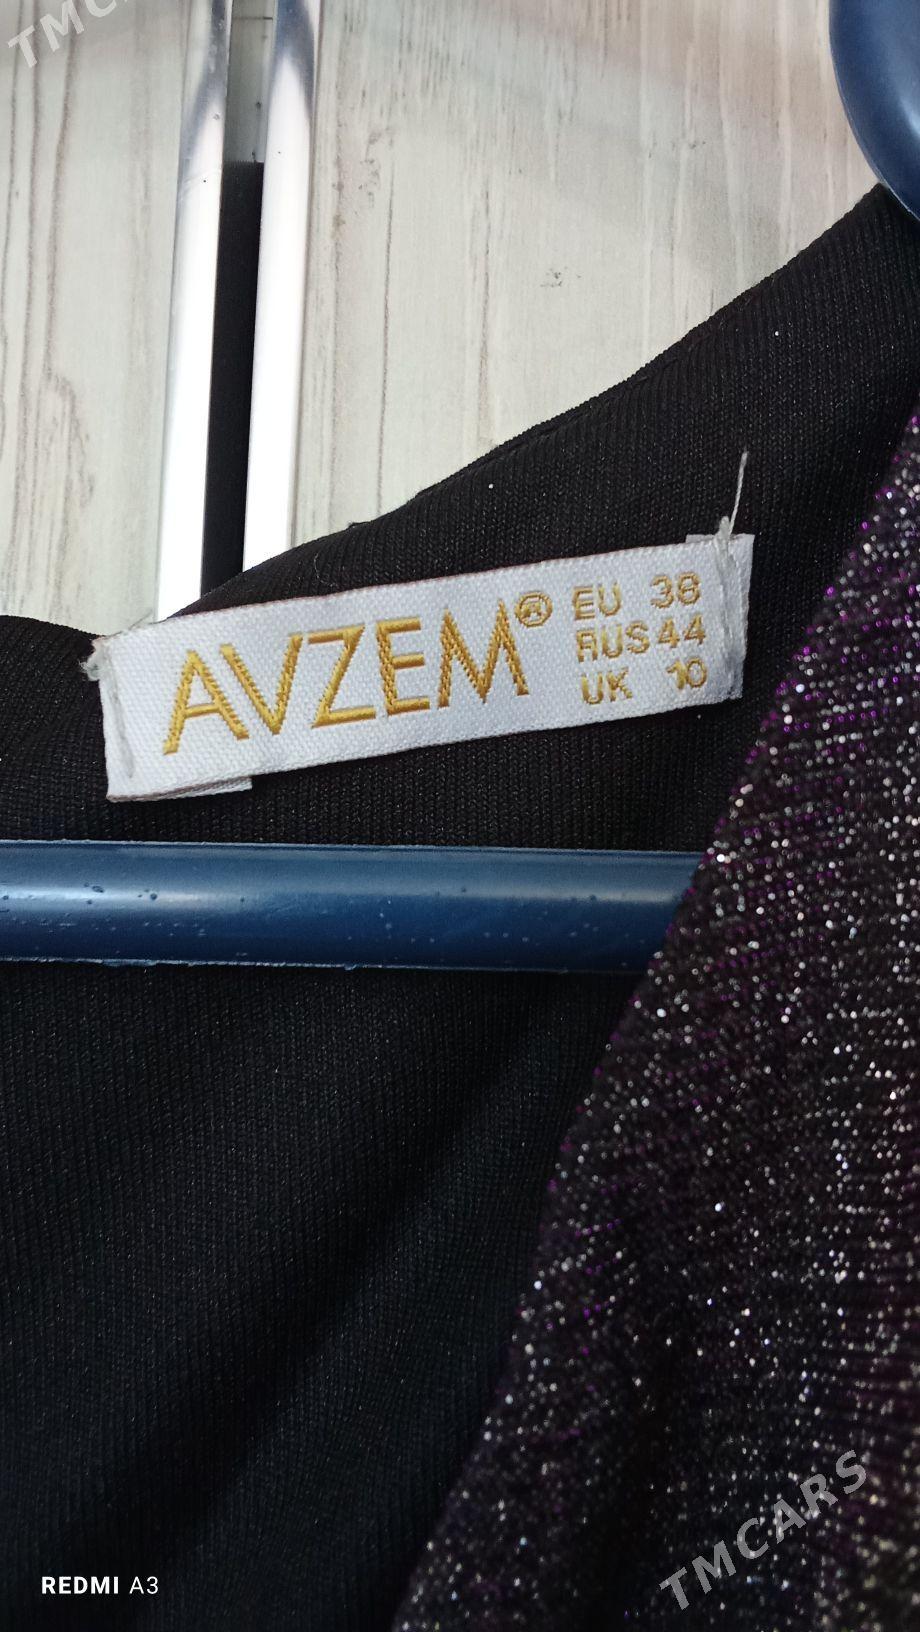 TMC
AVZEM®
EU 38
RUS 44
UK 10
REDMI A3
TMCARS